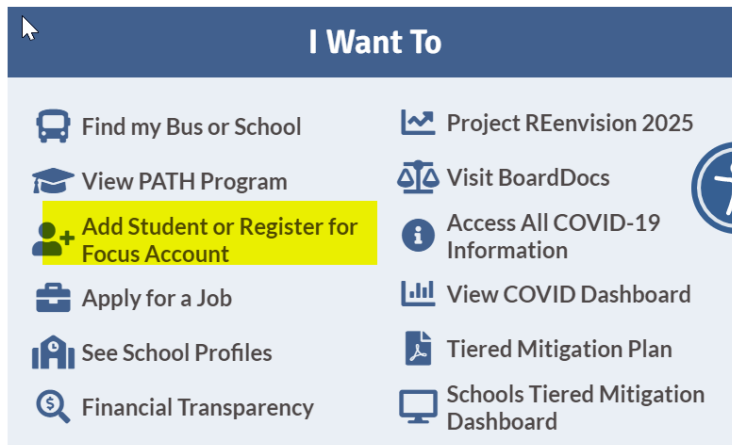 I Want To
Find my Bus or School
View PATH Program
Add Student or Register for
Focus Account
Apply for a Job
See School Profiles
Financial Transparency
Project REenvision 2025
Visit BoardDocs
Access All COVID-19
Information
View COVID Dashboard
Tiered Mitigation Plan
Schools Tiered Mitigation
Dashboard